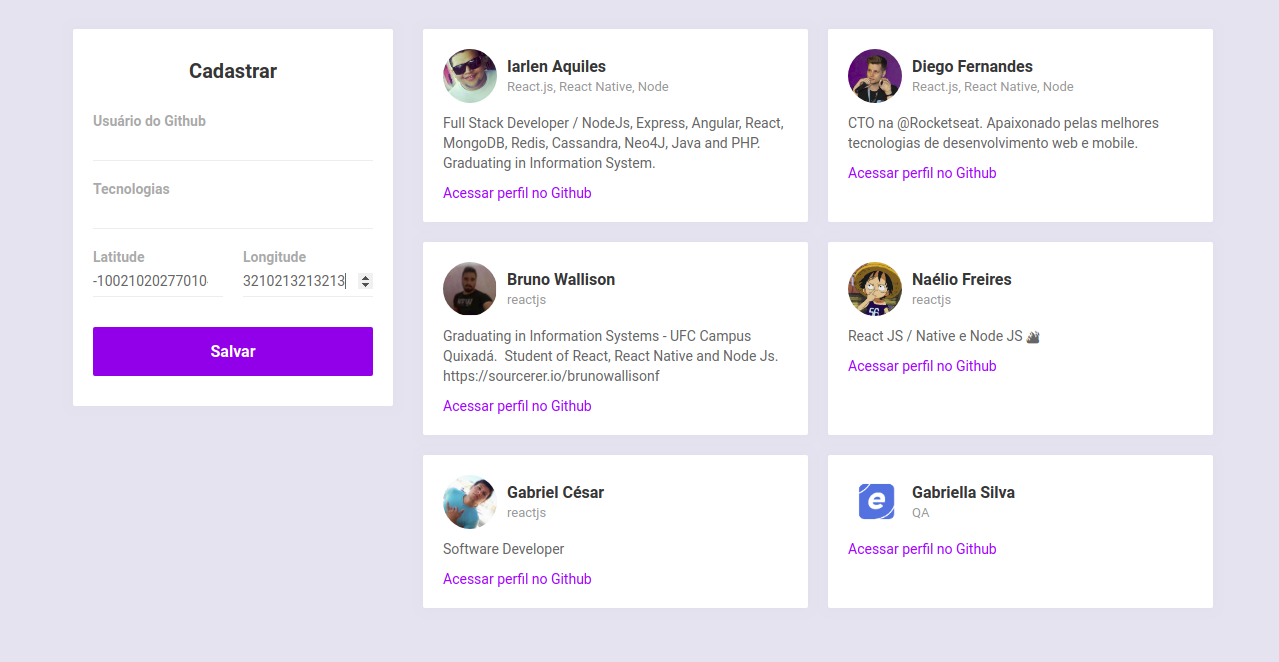 Cadastrar
Usuário do Github
Tecnologias
Latitude
Longitude
-10021020277010
3210213213213
Salvar
Iarlen Aquiles
React.js, React Native, Node
Full Stack Developer / NodeJs, Express, Angular, React,
MongoDB, Redis, Cassandra, Neo4J, Java and PHP.
Graduating in Information System.
Acessar perfil no Github
Diego Fernandes
React.js, React Native, Node
CTO na @Rocketseat. Apaixonado pelas melhores
tecnologias de desenvolvimento web e mobile.
Acessar perfil no Github
Bruno Wallison
reactjs
Graduating in Information Systems - UFC Campus
Quixadá.  Student of React, React Native and Node Js.
https://sourcerer.io/brunowallisonf
Acessar perfil no Github
Naélio Freires
reactjs
React JS / Native e Node JS
Acessar perfil no Github
Gabriel César
reactjs
Software Developer
Acessar perfil no Github
e
Gabriella Silva
QA
Acessar perfil no Github